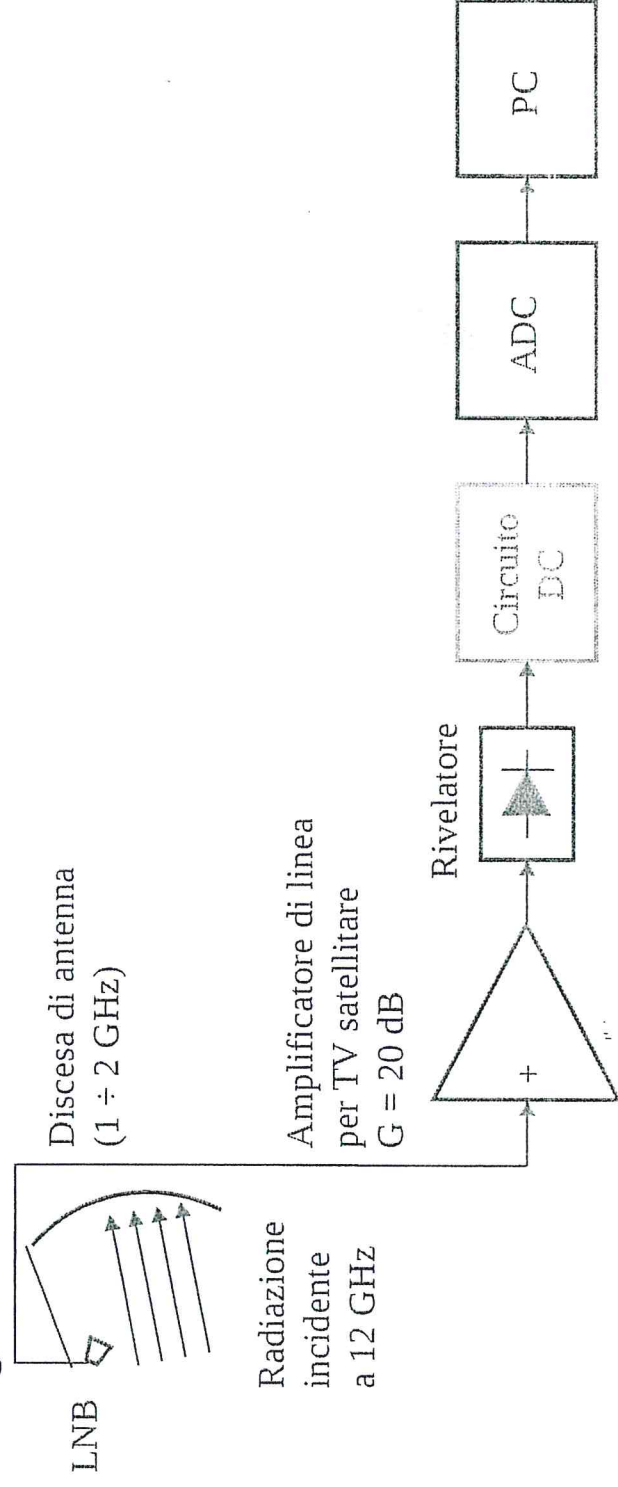 LNB
Discesa di antenna
(1 ÷ 2 GHz)
Radiazione
incidente
a 12 GHz
Amplificatore di linea
per TV satellitare
G = 20 dB
+
Rivelatore
Circuito
DC
ADC
PC